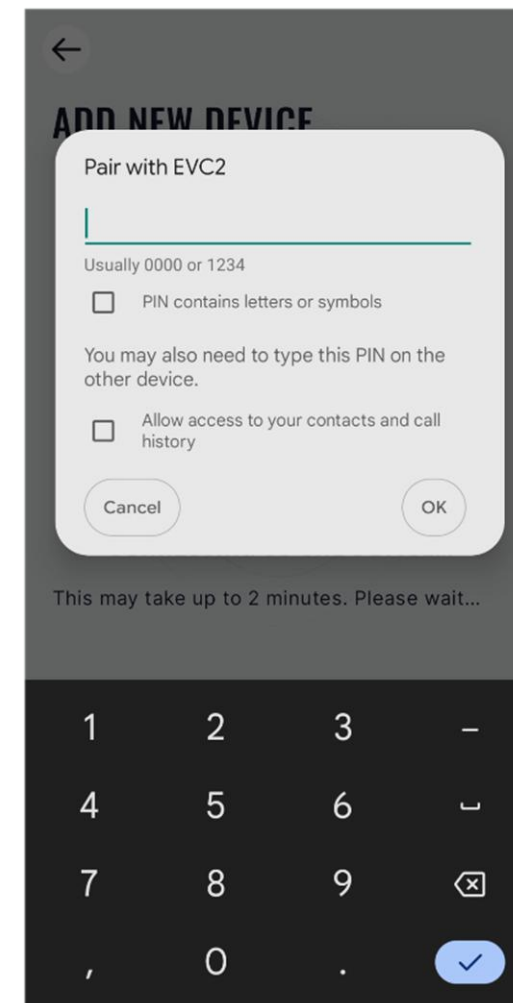 ADD NEW DEVICE
Pair with EVC2
Usually 0000 or 1234
PIN contains letters or symbols
You may also need to type this PIN on the
other device.
Allow access to your contacts and call
history
Cancel
OK
This may take up to 2 minutes. Please wait...
1 2 3 –
4 5 6
7 8 9
, 0 .